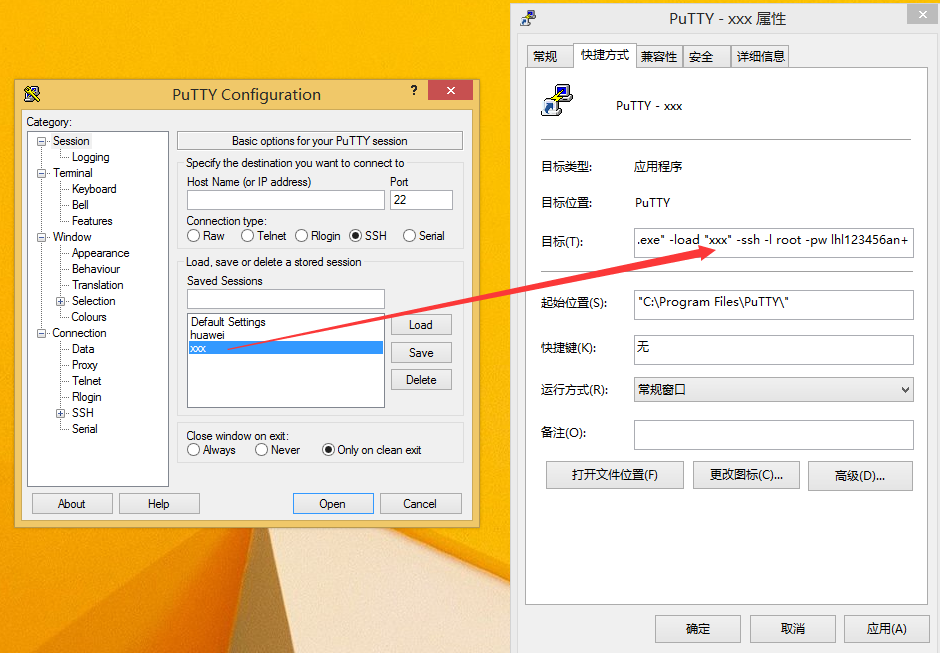 PuTTY Configuration
?
Category:
Session
Logging
Terminal
Keyboard
Bell
Features
Window
Appearance
Behaviour
Translation
Selection
Colours
Connection
Data
Proxy
Telnet
Rlogin
SSH
Serial
Basic options for your PuTTY session
Specify the destination you want to connect to
Host Name (or IP address) Port
22
Connection type:
Raw Telnet Rlogin SSH Serial
Load, save or delete a stored session
Saved Sessions
Default Settings
huawei
xxx
Load
Save
Delete
Close window on exit:
Always Never Only on clean exit
About Help Open Cancel
PuTTY - xxx 属性
常规 快捷方式 兼容性 安全 详细信息
PuTTY - xxx
目标类型: 应用程序
目标位置: PuTTY
目标(T): .exe" -load "xxx" -ssh -l root -pw lhl123456an+
起始位置(S): "C:\Program Files\PuTTY\"
快捷键(K): 无
运行方式(R): 常规窗口
备注(O):
打开文件位置(F) 更改图标(C)... 高级(D)...
确定 取消 应用(A)